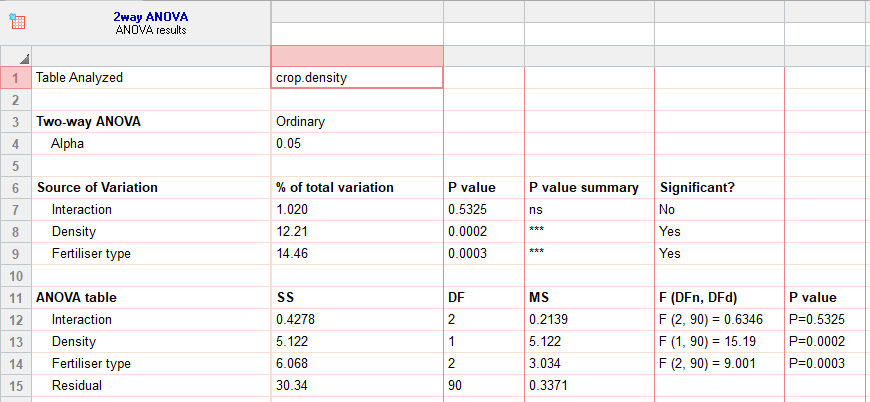 2way ANOVA
ANOVA results
1 Table Analyzed crop.density
2
3 Two-way ANOVA Ordinary
4 Alpha 0.05
5
6 Source of Variation % of total variation P value P value summary Significant?
7 Interaction 1.020 0.5325 ns No
8 Density 12.21 0.0002 *** Yes
9 Fertiliser type 14.46 0.0003 *** Yes
10
11 ANOVA table SS DF MS F (DFn, DFd) P value
12 Interaction 0.4278 2 0.2139 F (2, 90) = 0.6346 P=0.5325
13 Density 5.122 1 5.122 F (1, 90) = 15.19 P=0.0002
14 Fertiliser type 6.068 2 3.034 F (2, 90) = 9.001 P=0.0003
15 Residual 30.34 90 0.3371